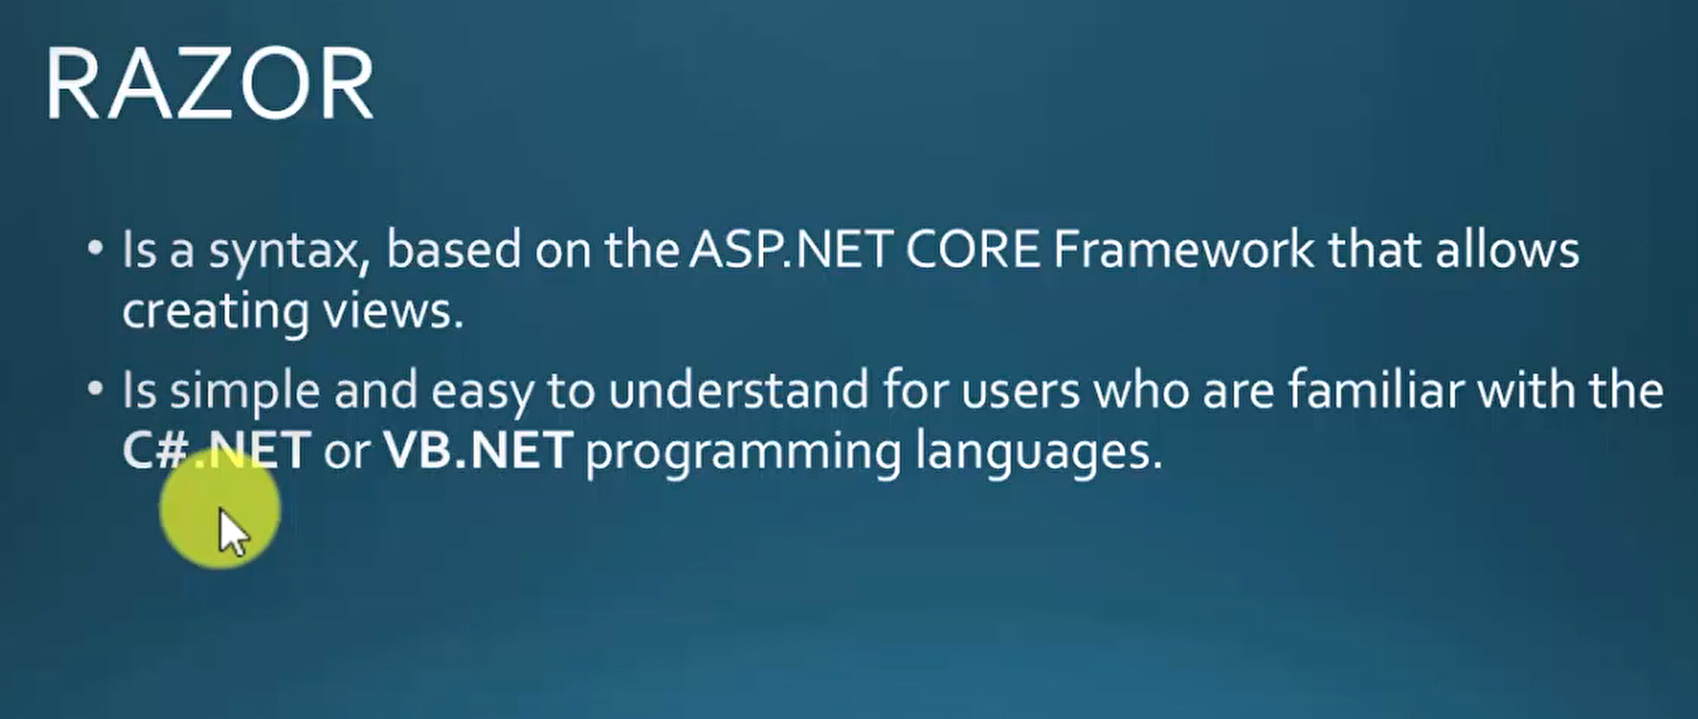 RAZOR
• Is a syntax, based on the ASP.NET CORE Framework that allows
creating views.
• Is simple and easy to understand for users who are familiar with the
C#.NET or VB.NET programming languages.